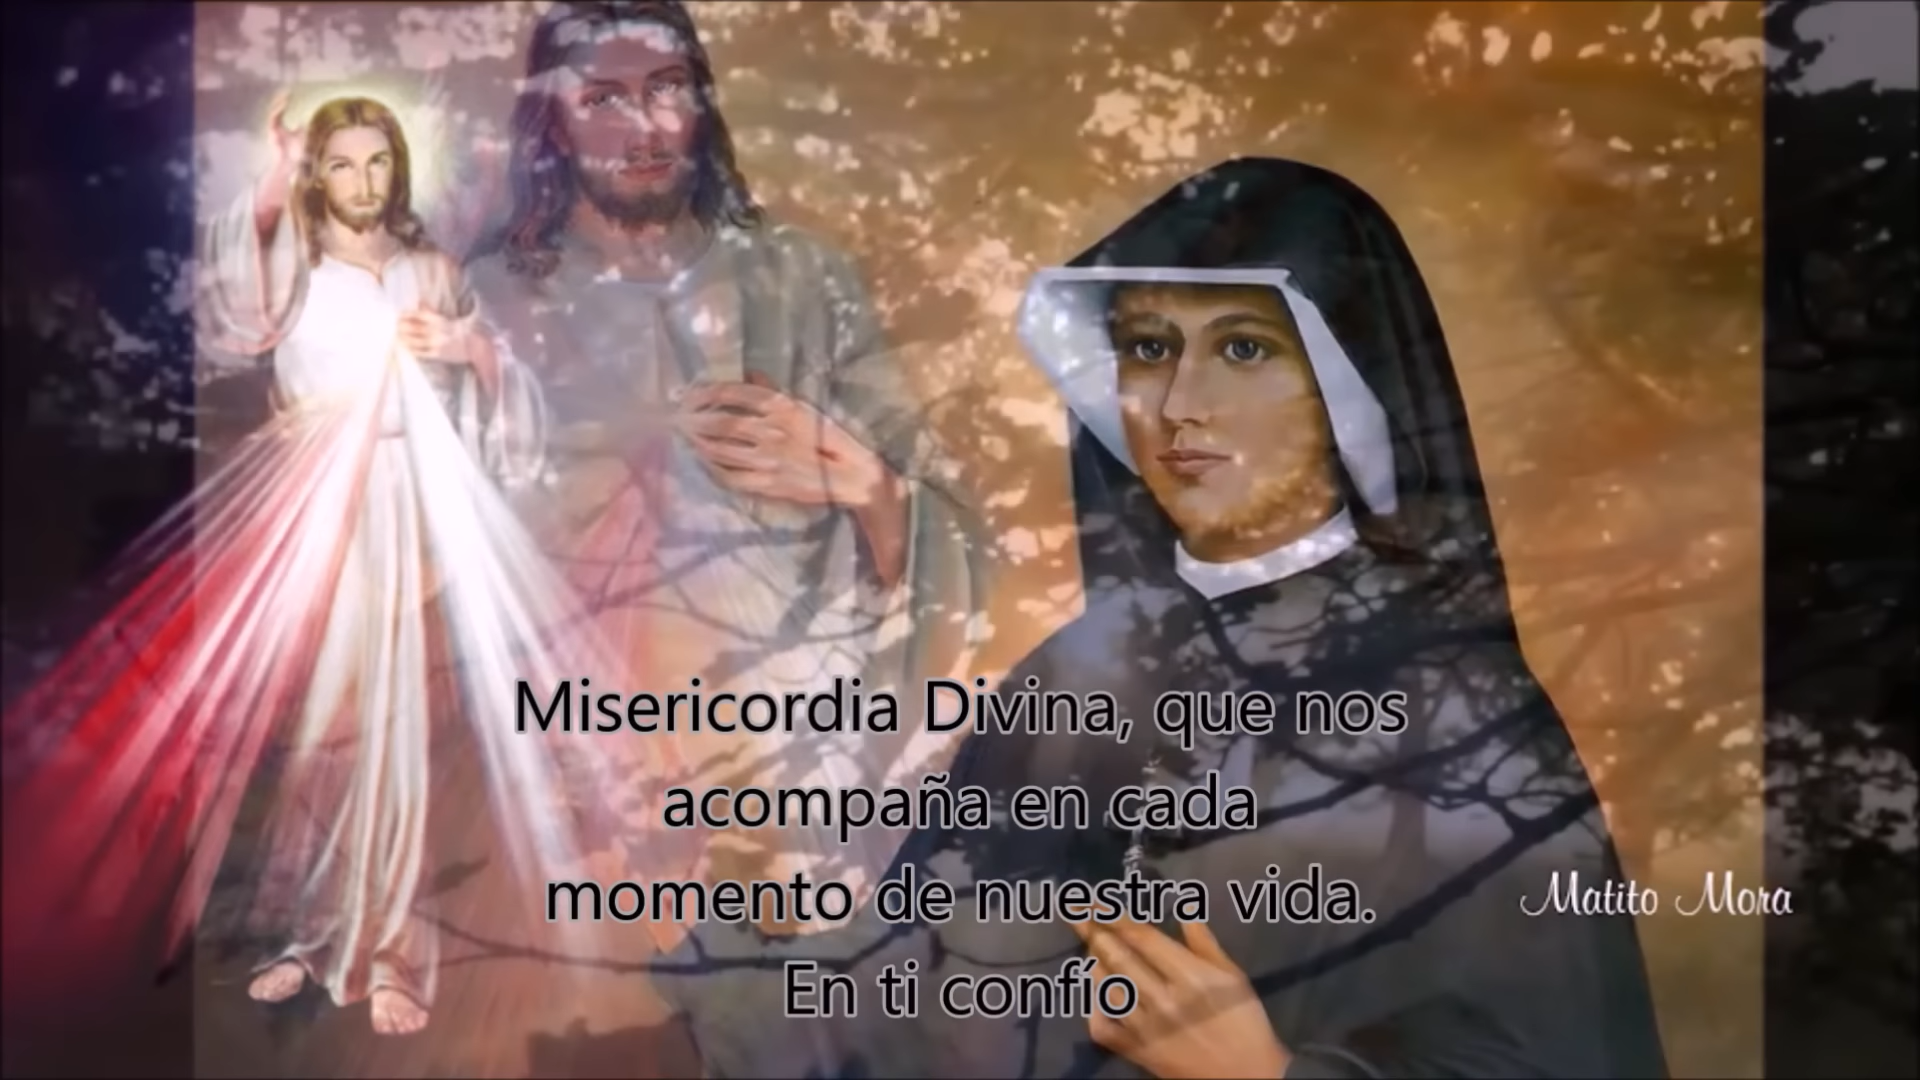 Misericordia Divina, que nos
acompaña en cada
momento de nuestra vida.
En ti confío
Matito Mora